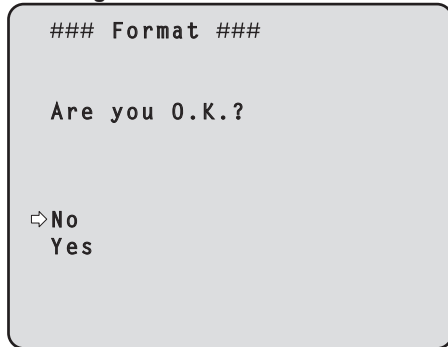 ### Format ###
Are you O.K.?
⇨No
Yes